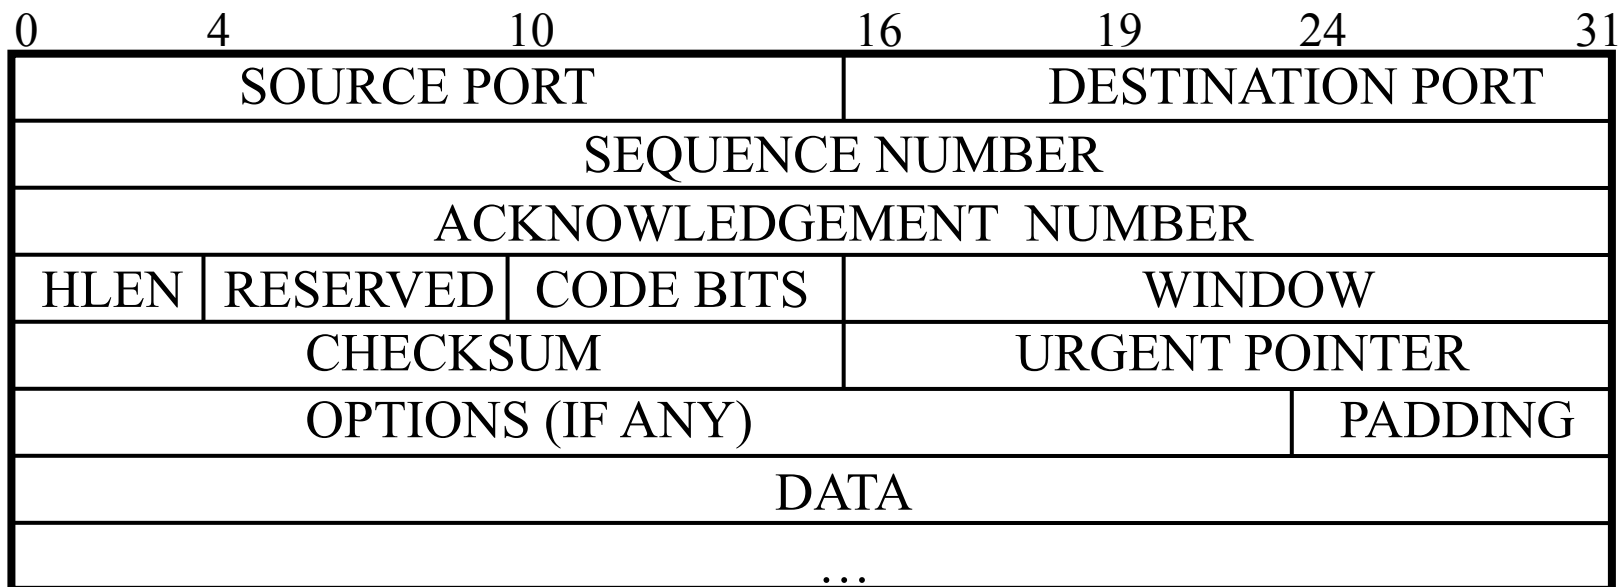 0 4 10 16 19 24 31
SOURCE PORT DESTINATION PORT
SEQUENCE NUMBER
ACKNOWLEDGEMENT NUMBER
HLEN RESERVED CODE BITS WINDOW
CHECKSUM URGENT POINTER
OPTIONS (IF ANY) PADDING
DATA
…